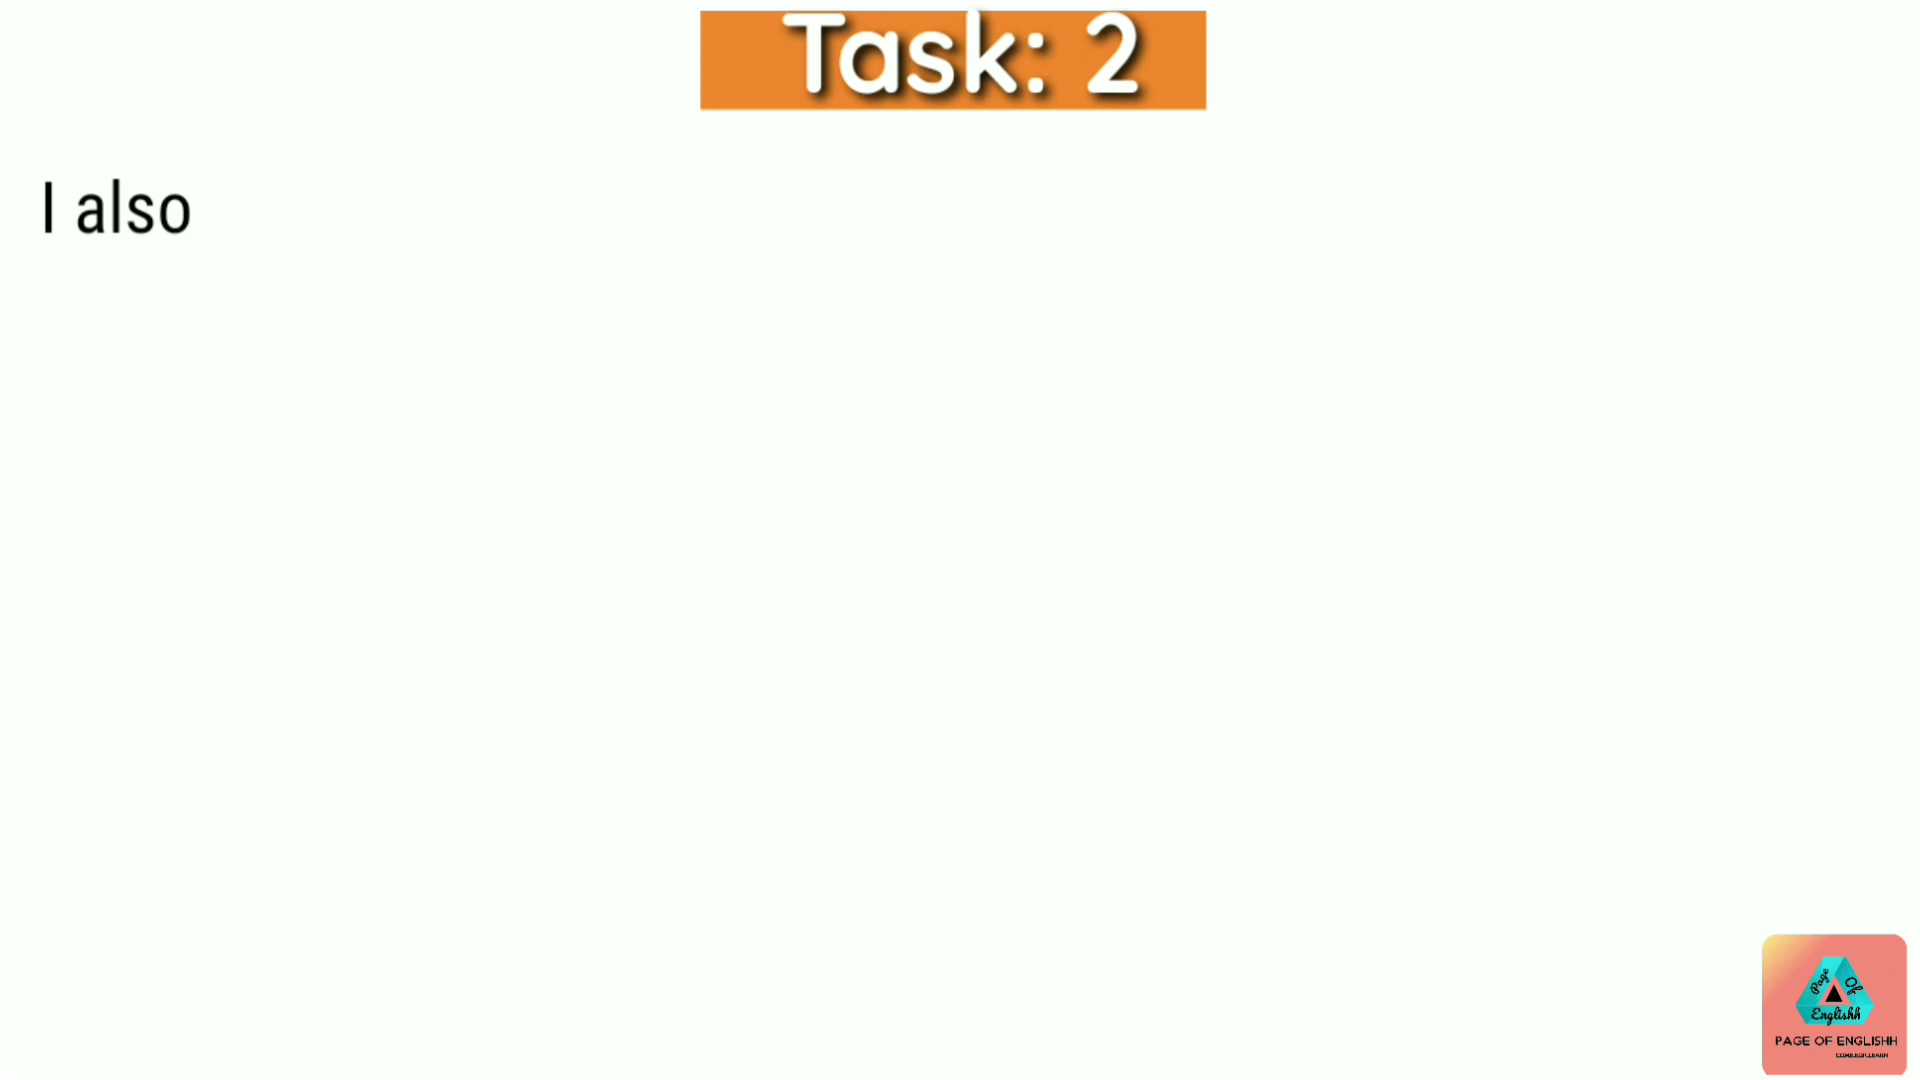 Task: 2
I also
Page Of
Englishh
PAGE OF ENGLISHH